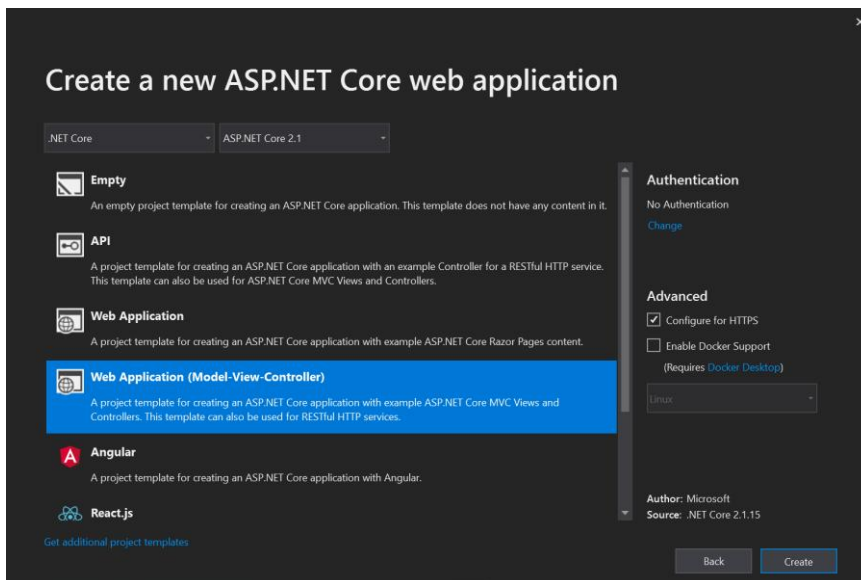 Create a new ASP.NET Core web application
.NET Core
ASP.NET Core 2.1
Empty
An empty project template for creating an ASP.NET Core application. This template does not have any content in it.
API
A project template for creating an ASP.NET Core application with an example Controller for a RESTful HTTP service.
This template can also be used for ASP.NET Core MVC Views and Controllers.
Web Application
A project template for creating an ASP.NET Core application with example ASP.NET Core Razor Pages content.
Web Application (Model-View-Controller)
A project template for creating an ASP.NET Core application with example ASP.NET Core MVC Views and
Controllers. This template can also be used for RESTful HTTP services.
Angular
A project template for creating an ASP.NET Core application with Angular.
React.js
Get additional project templates
Authentication
No Authentication
Change
Advanced
Configure for HTTPS
Enable Docker Support
(Requires Docker Desktop)
Linux
Author: Microsoft
Source: .NET Core 2.1.15
Back
Create